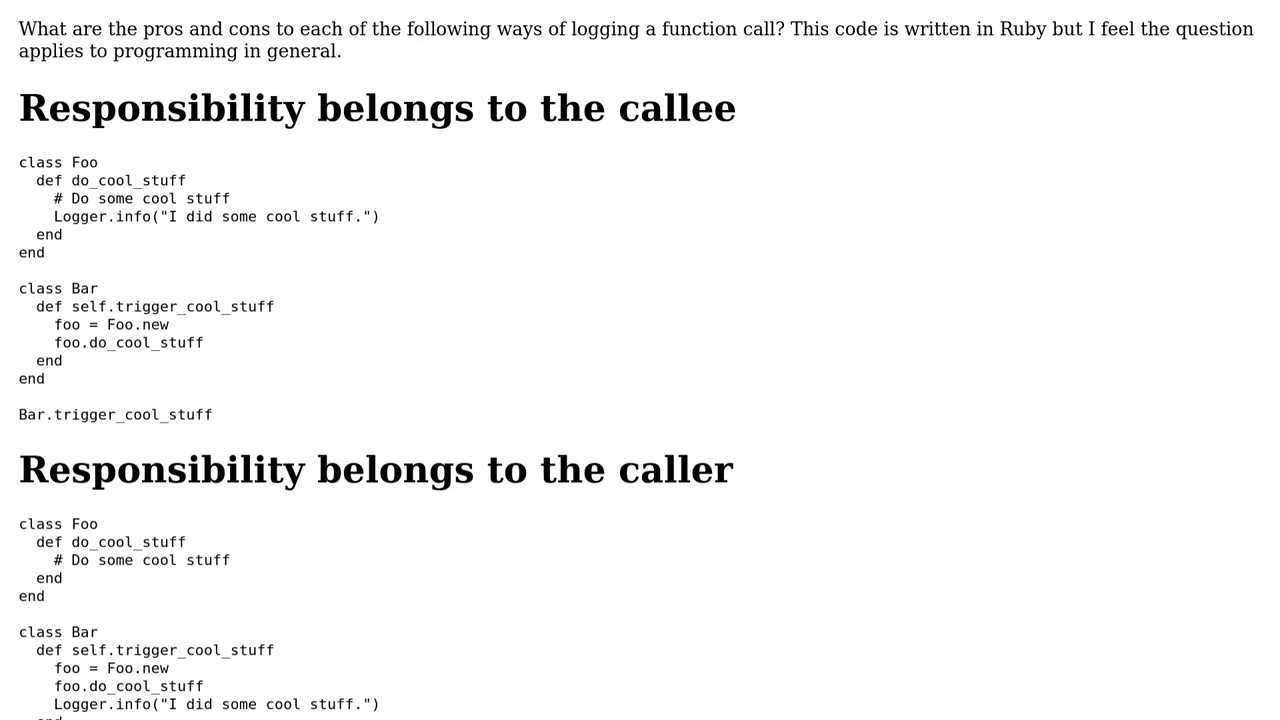 What are the pros and cons to each of the following ways of logging a function call? This code is written in Ruby but I feel the question
applies to programming in general.
Responsibility belongs to the callee
class Foo
  def do_cool_stuff
    # Do some cool stuff
    Logger.info("I did some cool stuff.")
  end
end
class Bar
  def self.trigger_cool_stuff
    foo = Foo.new
    foo.do_cool_stuff
  end
end
Bar.trigger_cool_stuff
Responsibility belongs to the caller
class Foo
  def do_cool_stuff
    # Do some cool stuff
  end
end
class Bar
  def self.trigger_cool_stuff
    foo = Foo.new
    foo.do_cool_stuff
    Logger.info("I did some cool stuff.")